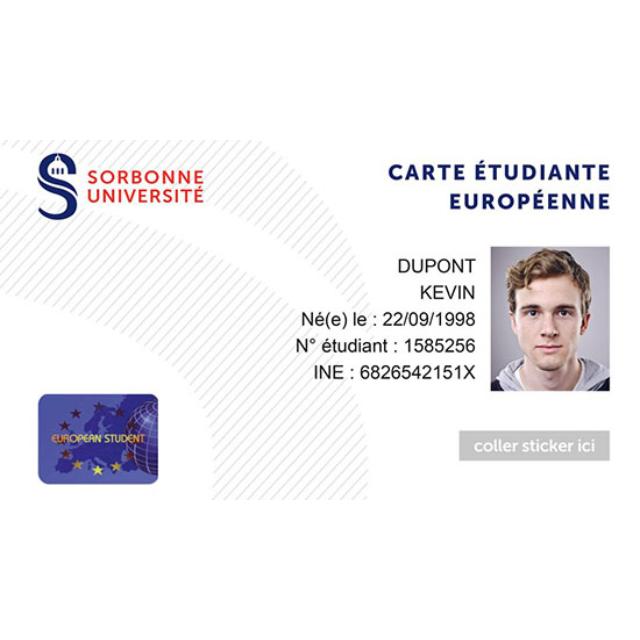 SORBONNE
UNIVERSITÉ
CARTE ÉTUDIANTE
EUROPÉENNE
DUPONT
KEVIN
Né(e) le : 22/09/1998
N° étudiant : 1585256
INE : 6826542151X
EUROPEAN STUDENT
coller sticker ici